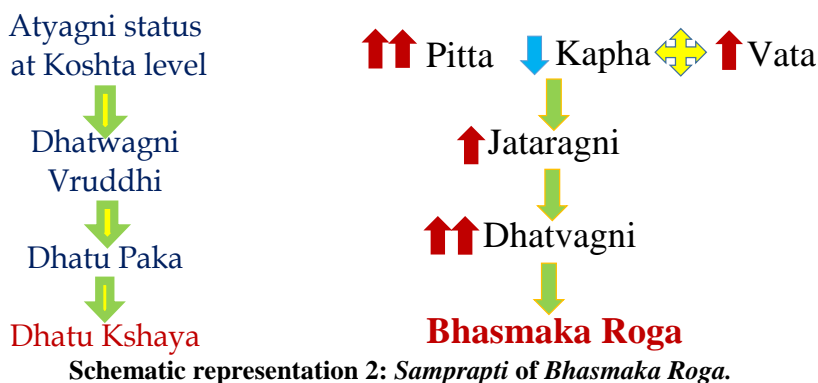 Atyagni status
at Koshta level
Dhatwagni
Vruddhi
Dhatu Paka
Dhatu Kshaya
Pitta Kapha Vata
Jataragni
Dhatvagni
Bhasmaka Roga
Schematic representation 2: Samprapti of Bhasmaka Roga.